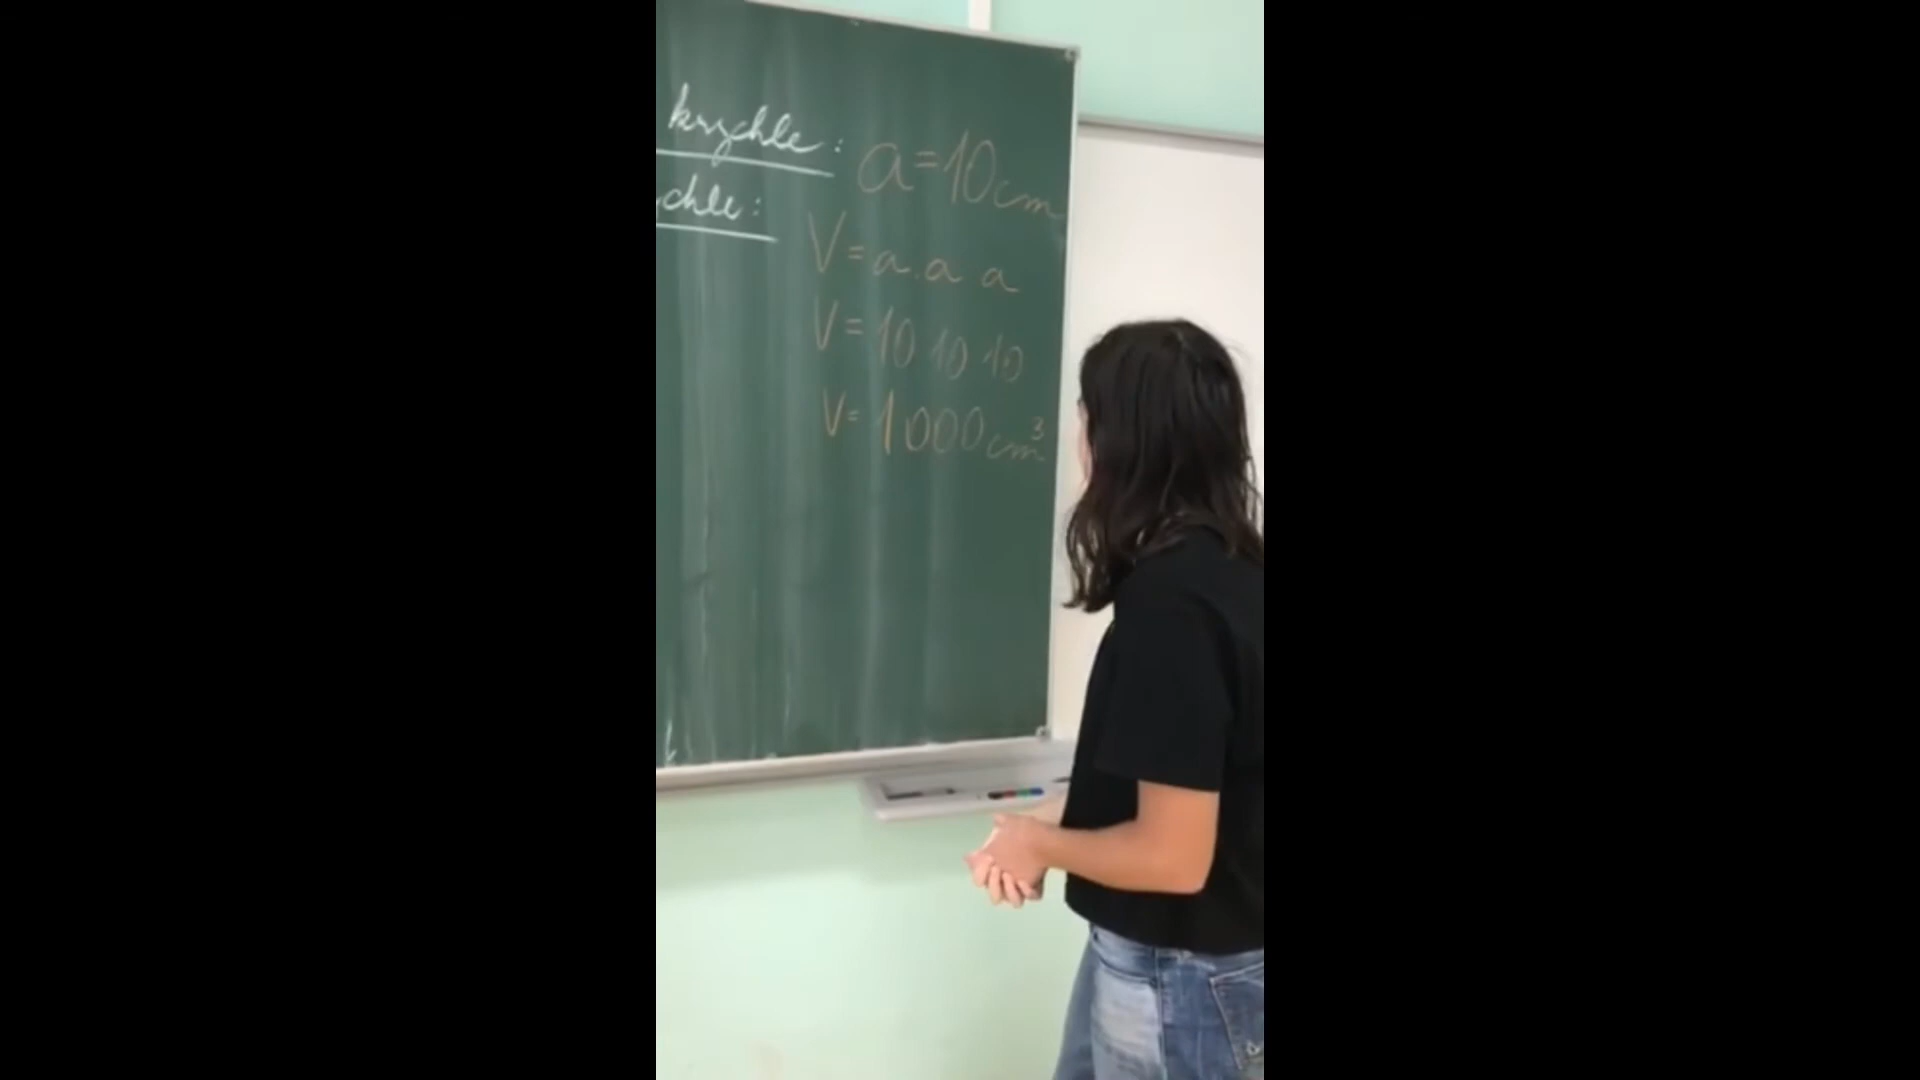 krychle: a=10cm
chle:
V=a.a a
V=10 10 10
V=1000cm³